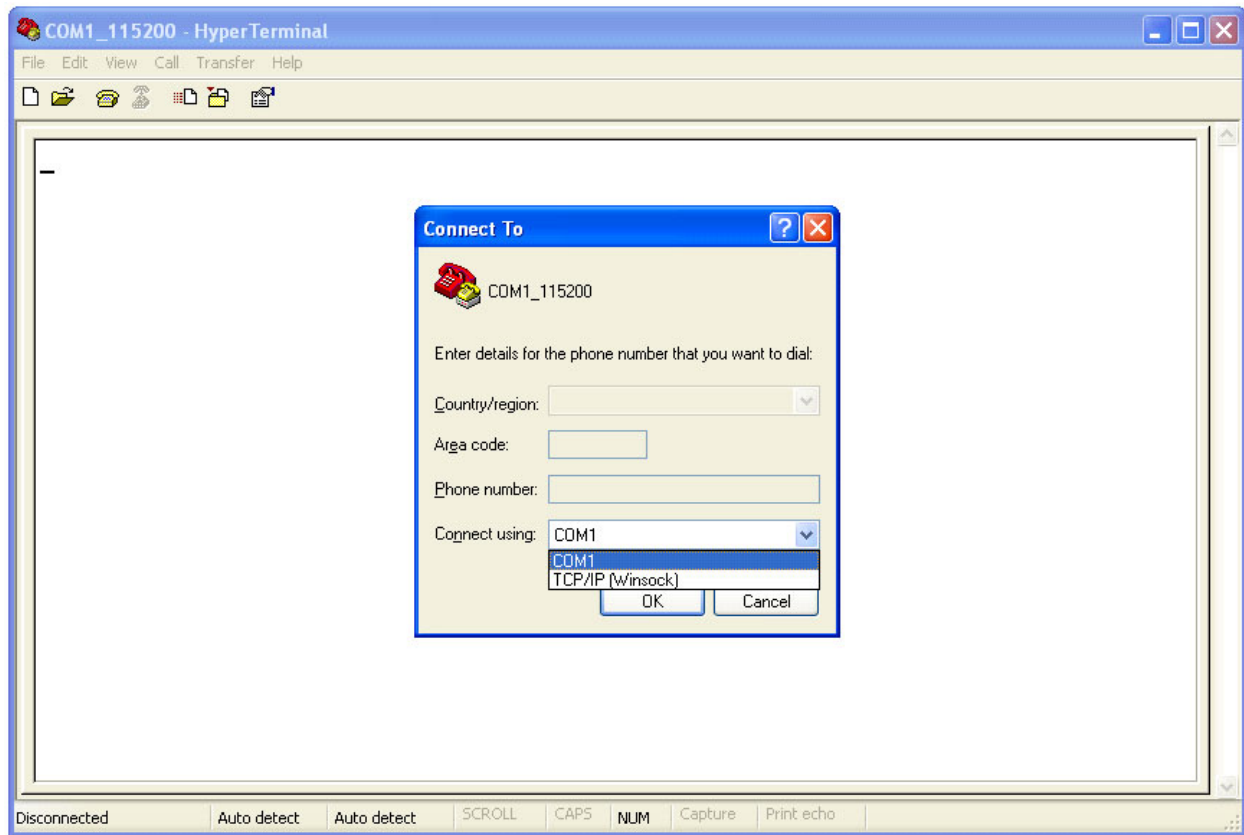 COM1_115200 - HyperTerminal
File Edit View Call Transfer Help
Connect To
COM1_115200
Enter details for the phone number that you want to dial:
Country/region:
Area code:
Phone number:
Connect using: COM1
COM1
TCP/IP (Winsock)
OK Cancel
Disconnected Auto detect Auto detect SCROLL CAPS NUM Capture Print echo